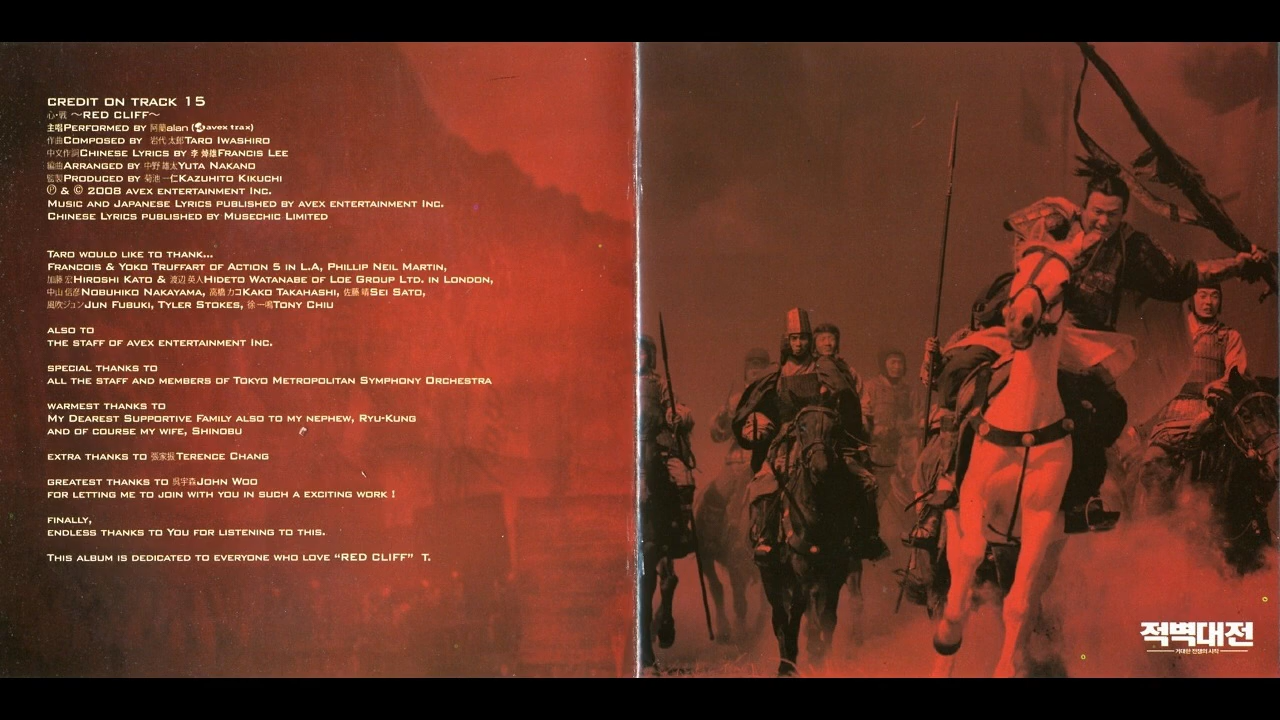 CREDIT ON TRACK 15
心・戦 ～RED CLIFF～
主唱PERFORMED BY 阿蘭alan (avex trax)
作曲COMPOSED BY 岩代 太郎TARO IWASHIRO
中文作詞CHINESE LYRICS BY 李 焯雄FRANCIS LEE
編曲ARRANGED BY 中野 雄太YUTA NAKANO
監製PRODUCED BY 菊池 一仁KAZUHITO KIKUCHI
℗ & © 2008 AVEX ENTERTAINMENT INC.
MUSIC AND JAPANESE LYRICS PUBLISHED BY AVEX ENTERTAINMENT INC.
CHINESE LYRICS PUBLISHED BY MUSECHIC LIMITED
TARO WOULD LIKE TO THANK...
FRANCOIS & YOKO TRUFFART OF ACTION 5 IN L.A, PHILLIP NEIL MARTIN,
加藤 宏HIROSHI KATO & 渡辺 英人HIDETO WATANABE OF LOE GROUP LTD. IN LONDON,
中山 信彦NOBUHIKO NAKAYAMA, 高橋 カコKAKO TAKAHASHI, 佐藤 晴SEI SATO,
風吹ジュンJUN FUBUKI, TYLER STOKES, 徐 一鳴TONY CHIU
ALSO TO
THE STAFF OF AVEX ENTERTAINMENT INC.
SPECIAL THANKS TO
ALL THE STAFF AND MEMBERS OF TOKYO METROPOLITAN SYMPHONY ORCHESTRA
WARMEST THANKS TO
MY DEAREST SUPPORTIVE FAMILY ALSO TO MY NEPHEW, RYU-KUNG
AND OF COURSE MY WIFE, SHINOBU
EXTRA THANKS TO 張家振TERENCE CHANG
GREATEST THANKS TO 呉宇森JOHN WOO
FOR LETTING ME TO JOIN WITH YOU IN SUCH A EXCITING WORK !
FINALLY,
ENDLESS THANKS TO YOU FOR LISTENING TO THIS.
THIS ALBUM IS DEDICATED TO EVERYONE WHO LOVE “RED CLIFF” T.
적벽대전
거대한 전쟁의 시작